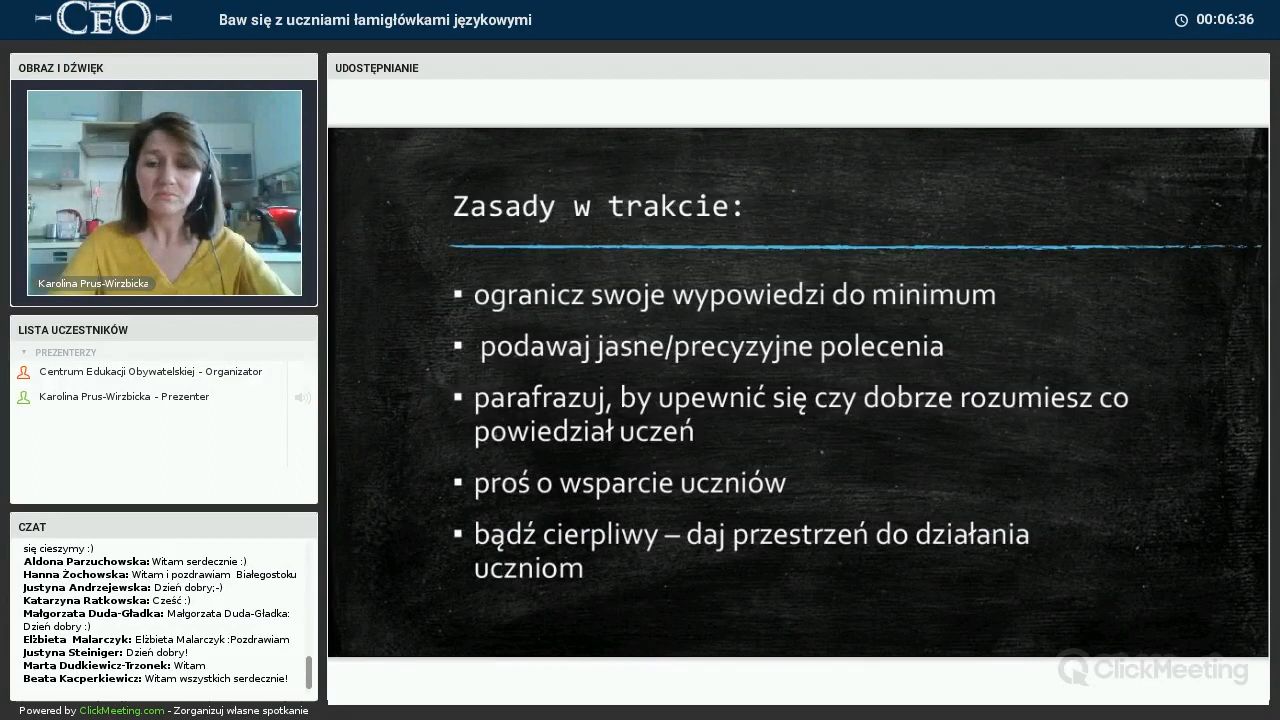 CEO
Baw się z uczniami łamigłówkami językowymi
00:06:36
OBRAZ I DŹWIĘK
Karolina Prus-Wirzbicka
LISTA UCZESTNIKÓW
PREZENTERZY
Centrum Edukacji Obywatelskiej - Organizator
Karolina Prus-Wirzbicka - Prezenter
CZAT
się cieszymy :)
Aldona Parzuchowska: Witam serdecznie :)
Hanna Żochowska: Witam i pozdrawiam Białegostoku
Justyna Andrzejewska: Dzień dobry;-)
Katarzyna Ratkowska: Cześć :)
Małgorzata Duda-Gładka: Małgorzata Duda-Gładka:
Dzień dobry :)
Elżbieta Malarczyk: Elżbieta Malarczyk :Pozdrawiam
Justyna Steiniger: Dzień dobry!
Marta Dudkiewicz-Trzonek: Witam
Beata Kacperkiewicz: Witam wszystkich serdecznie!
Powered by ClickMeeting.com - Zorganizuj własne spotkanie
UDOSTĘPNIANIE
Zasady w trakcie:
▪ ogranicz swoje wypowiedzi do minimum
▪ podawaj jasne/precyzyjne polecenia
▪ parafrazuj, by upewnić się czy dobrze rozumiesz co
powiedział uczeń
▪ proś o wsparcie uczniów
▪ bądź cierpliwy – daj przestrzeń do działania
uczniom
ClickMeeting